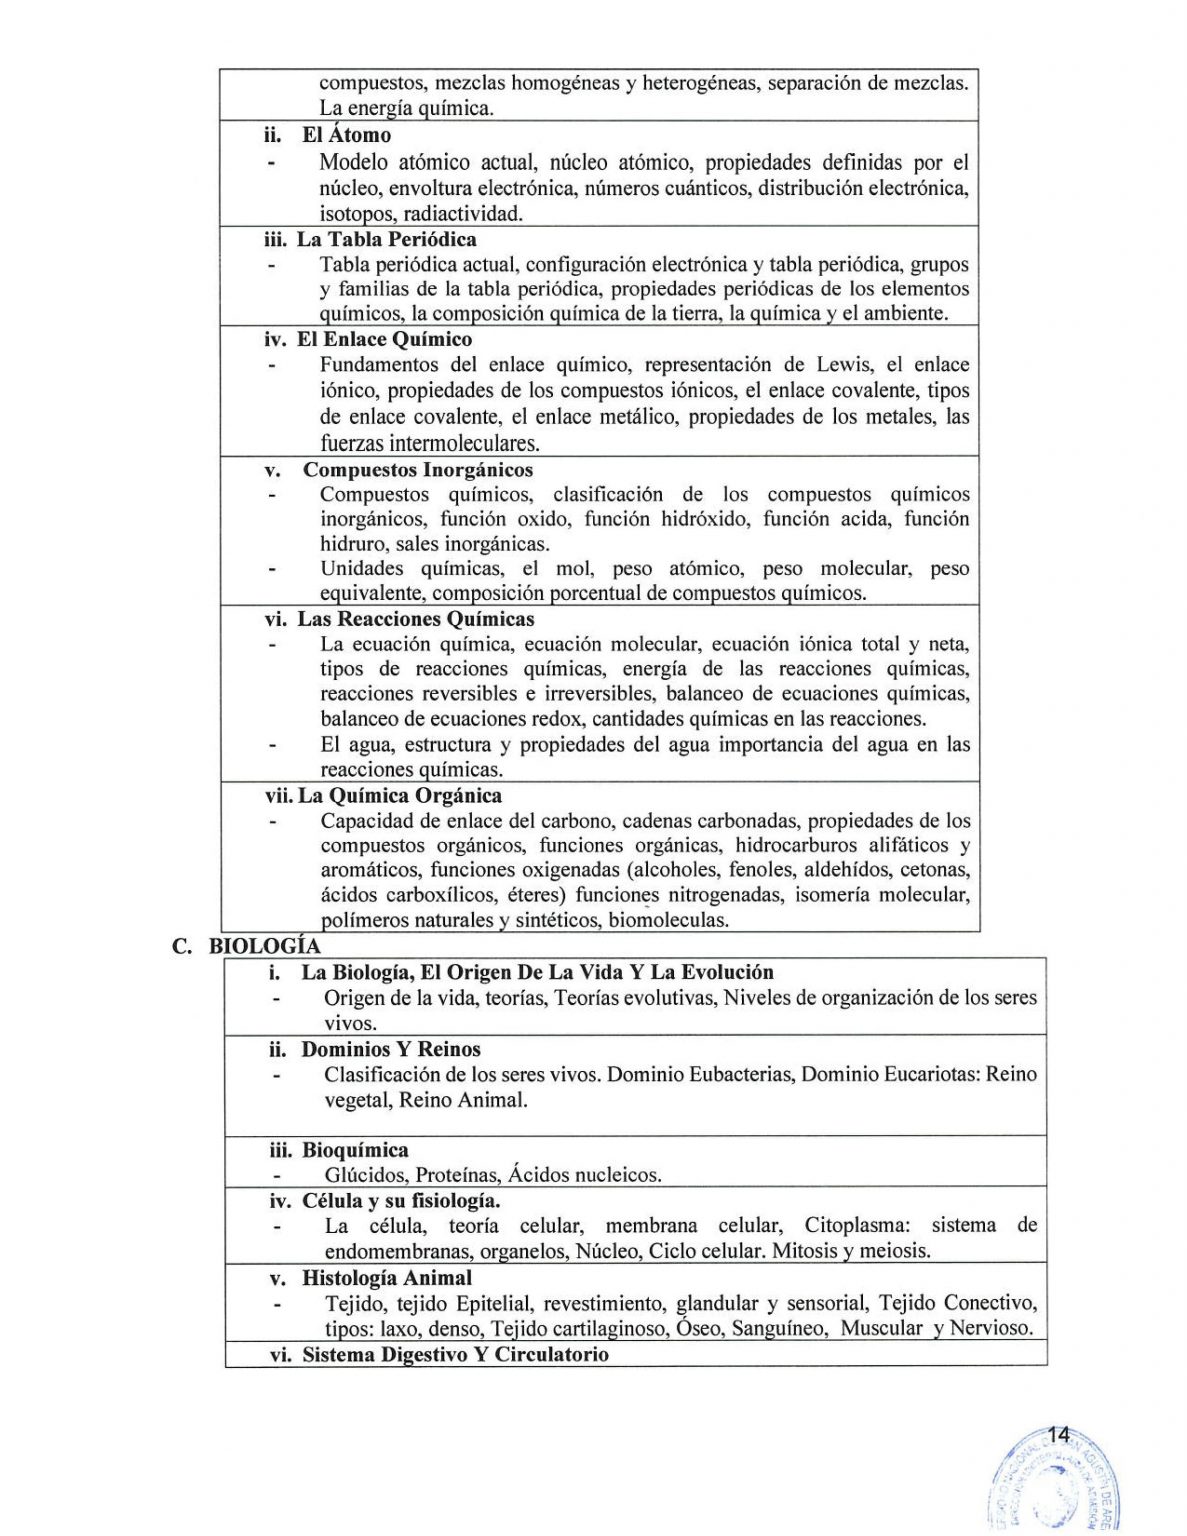 compuestos, mezclas homogéneas y heterogéneas, separación de mezclas.
La energía química.
ii. El Átomo
- Modelo atómico actual, núcleo atómico, propiedades definidas por el
núcleo, envoltura electrónica, números cuánticos, distribución electrónica,
isotopos, radiactividad.
iii. La Tabla Periódica
- Tabla periódica actual, configuración electrónica y tabla periódica, grupos
y familias de la tabla periódica, propiedades periódicas de los elementos
químicos, la composición química de la tierra, la química y el ambiente.
iv. El Enlace Químico
- Fundamentos del enlace químico, representación de Lewis, el enlace
iónico, propiedades de los compuestos iónicos, el enlace covalente, tipos
de enlace covalente, el enlace metálico, propiedades de los metales, las
fuerzas intermoleculares.
v. Compuestos Inorgánicos
- Compuestos químicos, clasificación de los compuestos químicos
inorgánicos, función oxido, función hidróxido, función acida, función
hidruro, sales inorgánicas.
- Unidades químicas, el mol, peso atómico, peso molecular, peso
equivalente, composición porcentual de compuestos químicos.
vi. Las Reacciones Químicas
- La ecuación química, ecuación molecular, ecuación iónica total y neta,
tipos de reacciones químicas, energía de las reacciones químicas,
reacciones reversibles e irreversibles, balanceo de ecuaciones químicas,
balanceo de ecuaciones redox, cantidades químicas en las reacciones.
- El agua, estructura y propiedades del agua importancia del agua en las
reacciones químicas.
vii. La Química Orgánica
- Capacidad de enlace del carbono, cadenas carbonadas, propiedades de los
compuestos orgánicos, funciones orgánicas, hidrocarburos alifáticos y
aromáticos, funciones oxigenadas (alcoholes, fenoles, aldehídos, cetonas,
ácidos carboxílicos, éteres) funciones nitrogenadas, isomería molecular,
polímeros naturales y sintéticos, biomoleculas.
C. BIOLOGÍA
i. La Biología, El Origen De La Vida Y La Evolución
- Origen de la vida, teorías, Teorías evolutivas, Niveles de organización de los seres
vivos.
ii. Dominios Y Reinos
- Clasificación de los seres vivos. Dominio Eubacterias, Dominio Eucariotas: Reino
vegetal, Reino Animal.
iii. Bioquímica
- Glúcidos, Proteínas, Ácidos nucleicos.
iv. Célula y su fisiología.
- La célula, teoría celular, membrana celular, Citoplasma: sistema de
endomembranas, organelos, Núcleo, Ciclo celular. Mitosis y meiosis.
v. Histología Animal
- Tejido, tejido Epitelial, revestimiento, glandular y sensorial, Tejido Conectivo,
tipos: laxo, denso, Tejido cartilaginoso, Óseo, Sanguíneo, Muscular y Nervioso.
vi. Sistema Digestivo Y Circulatorio
14
NACIONAL DE SAN AGUSTÍN DE ARE